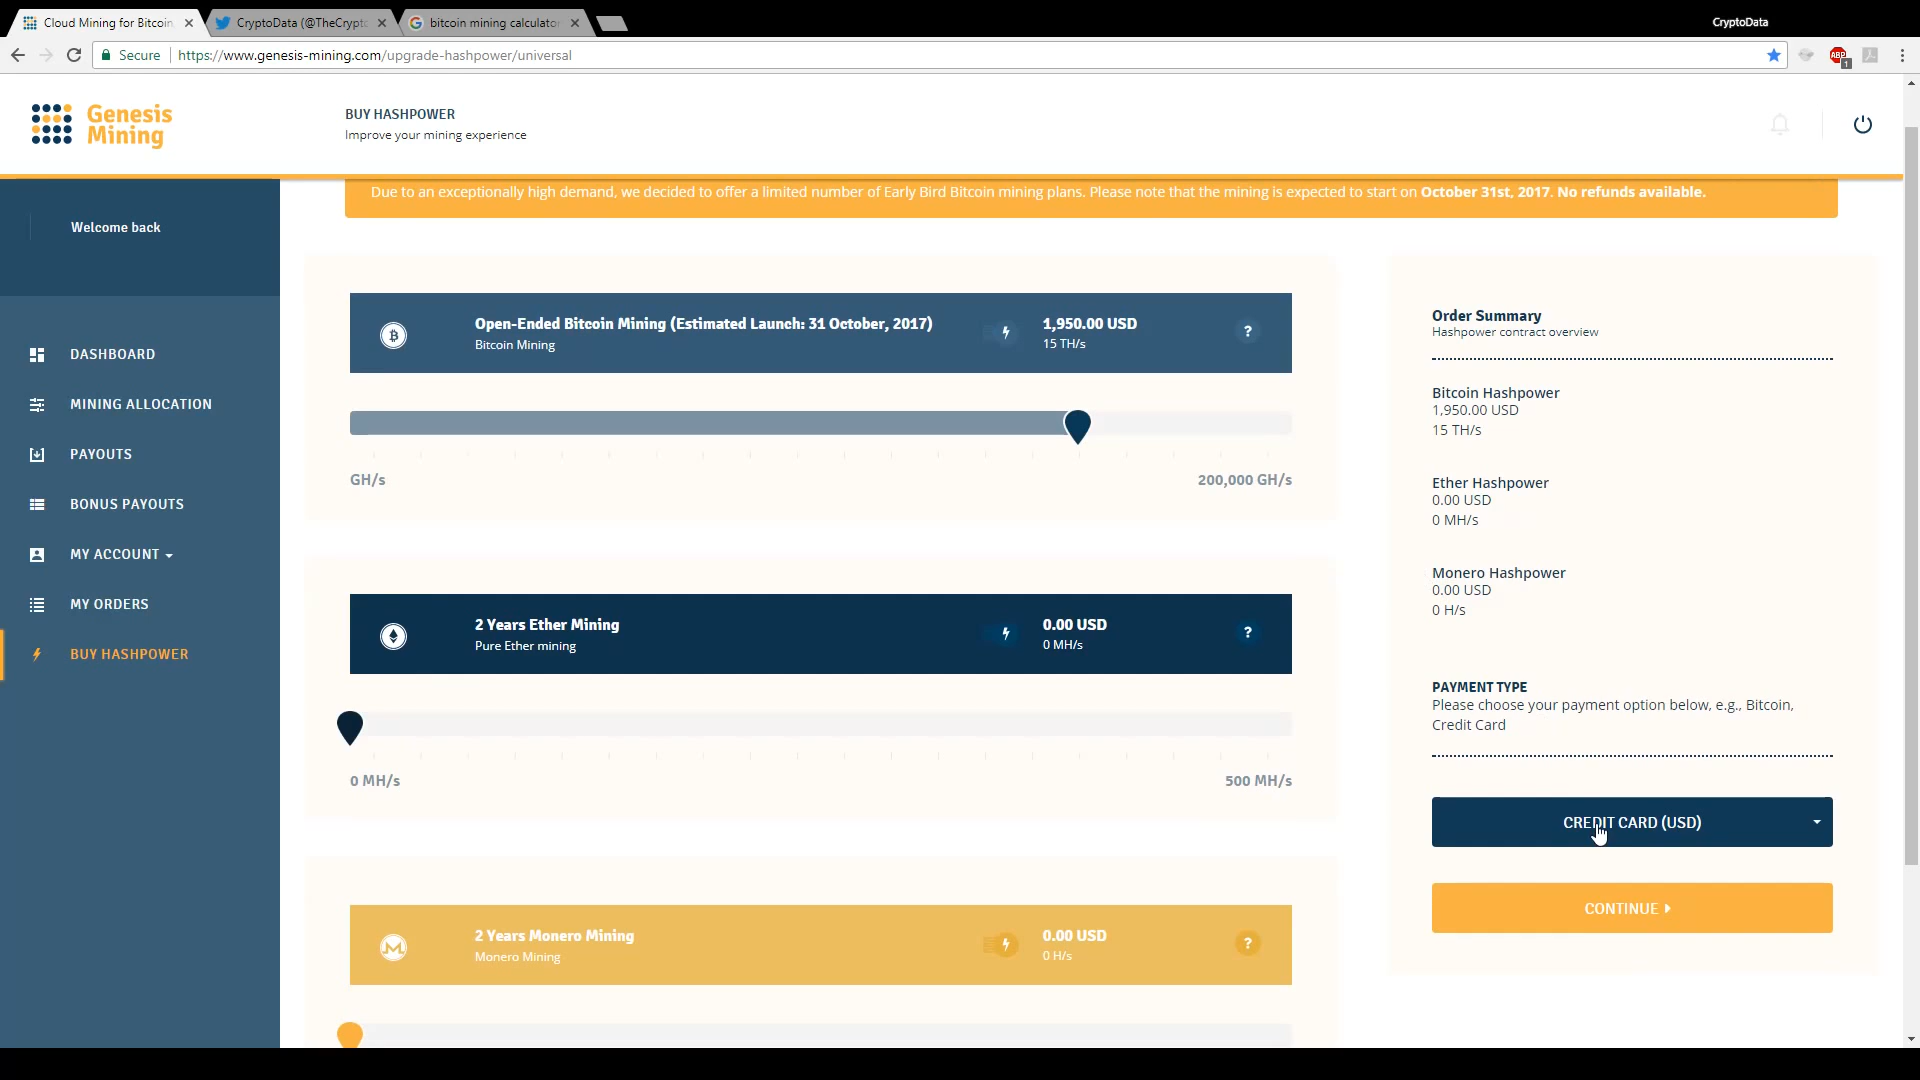 CryptoData
Cloud Mining for Bitcoin
CryptoData (@TheCrypto
bitcoin mining calculator
Secure
https://www.genesis-mining.com/upgrade-hashpower/universal
ABP
1
Genesis
Mining
BUY HASHPOWER
Improve your mining experience
Due to an exceptionally high demand, we decided to offer a limited number of Early Bird Bitcoin mining plans. Please note that the mining is expected to start on October 31st, 2017. No refunds available.
Welcome back
DASHBOARD
MINING ALLOCATION
PAYOUTS
BONUS PAYOUTS
MY ACCOUNT
MY ORDERS
BUY HASHPOWER
Open-Ended Bitcoin Mining (Estimated Launch: 31 October, 2017)
Bitcoin Mining
1,950.00 USD
15 TH/s
?
GH/s
200,000 GH/s
2 Years Ether Mining
Pure Ether mining
0.00 USD
0 MH/s
?
0 MH/s
500 MH/s
2 Years Monero Mining
Monero Mining
0.00 USD
0 H/s
?
Order Summary
Hashpower contract overview
Bitcoin Hashpower
1,950.00 USD
15 TH/s
Ether Hashpower
0.00 USD
0 MH/s
Monero Hashpower
0.00 USD
0 H/s
PAYMENT TYPE
Please choose your payment option below, e.g., Bitcoin,
Credit Card
CREDIT CARD (USD)
CONTINUE